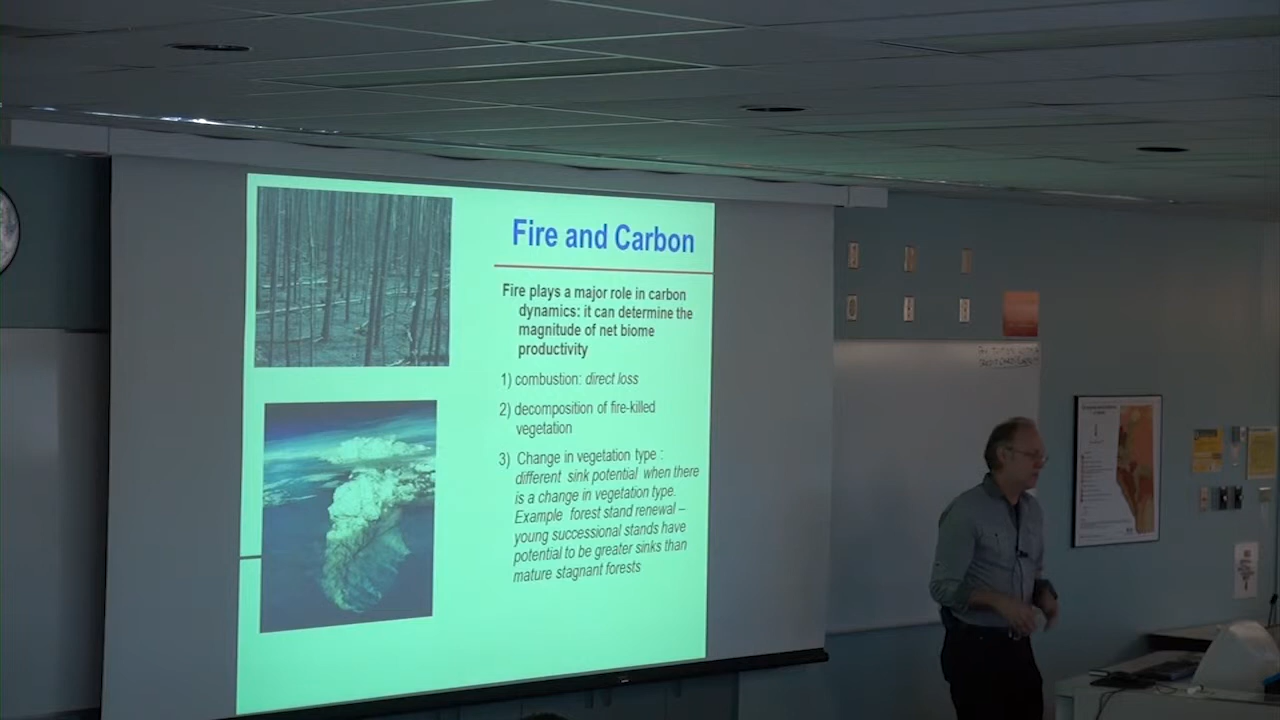 Fire and Carbon
Fire plays a major role in carbon
dynamics: it can determine the
magnitude of net biome
productivity
1) combustion: direct loss
2) decomposition of fire-killed
vegetation
3) Change in vegetation type :
different sink potential when there
is a change in vegetation type.
Example forest stand renewal –
young successional stands have
potential to be greater sinks than
mature stagnant forests